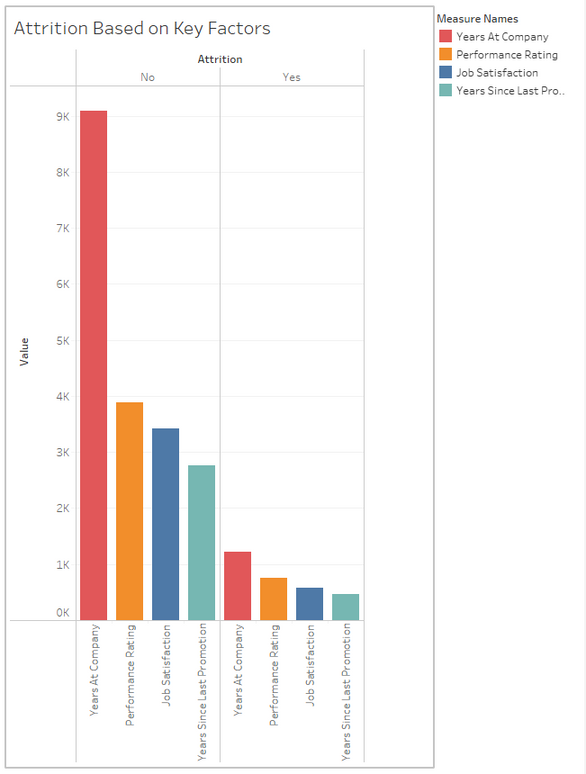 Attrition Based on Key Factors
Measure Names
Years At Company
Performance Rating
Job Satisfaction
Years Since Last Pro..
Attrition
No
Yes
9K
8K
7K
6K
5K
4K
3K
2K
1K
0K
Value
Years At Company
Performance Rating
Job Satisfaction
Years Since Last Promotion
Years At Company
Performance Rating
Job Satisfaction
Years Since Last Promotion